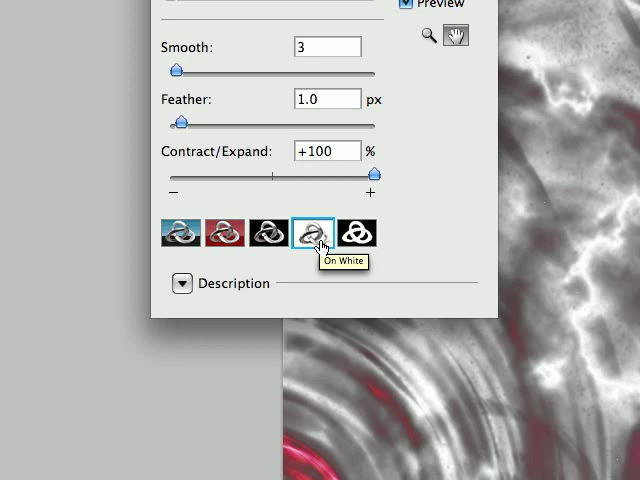 Preview
Smooth: 3
Feather: 1.0 px
Contract/Expand: +100 %
− +
On White
Description